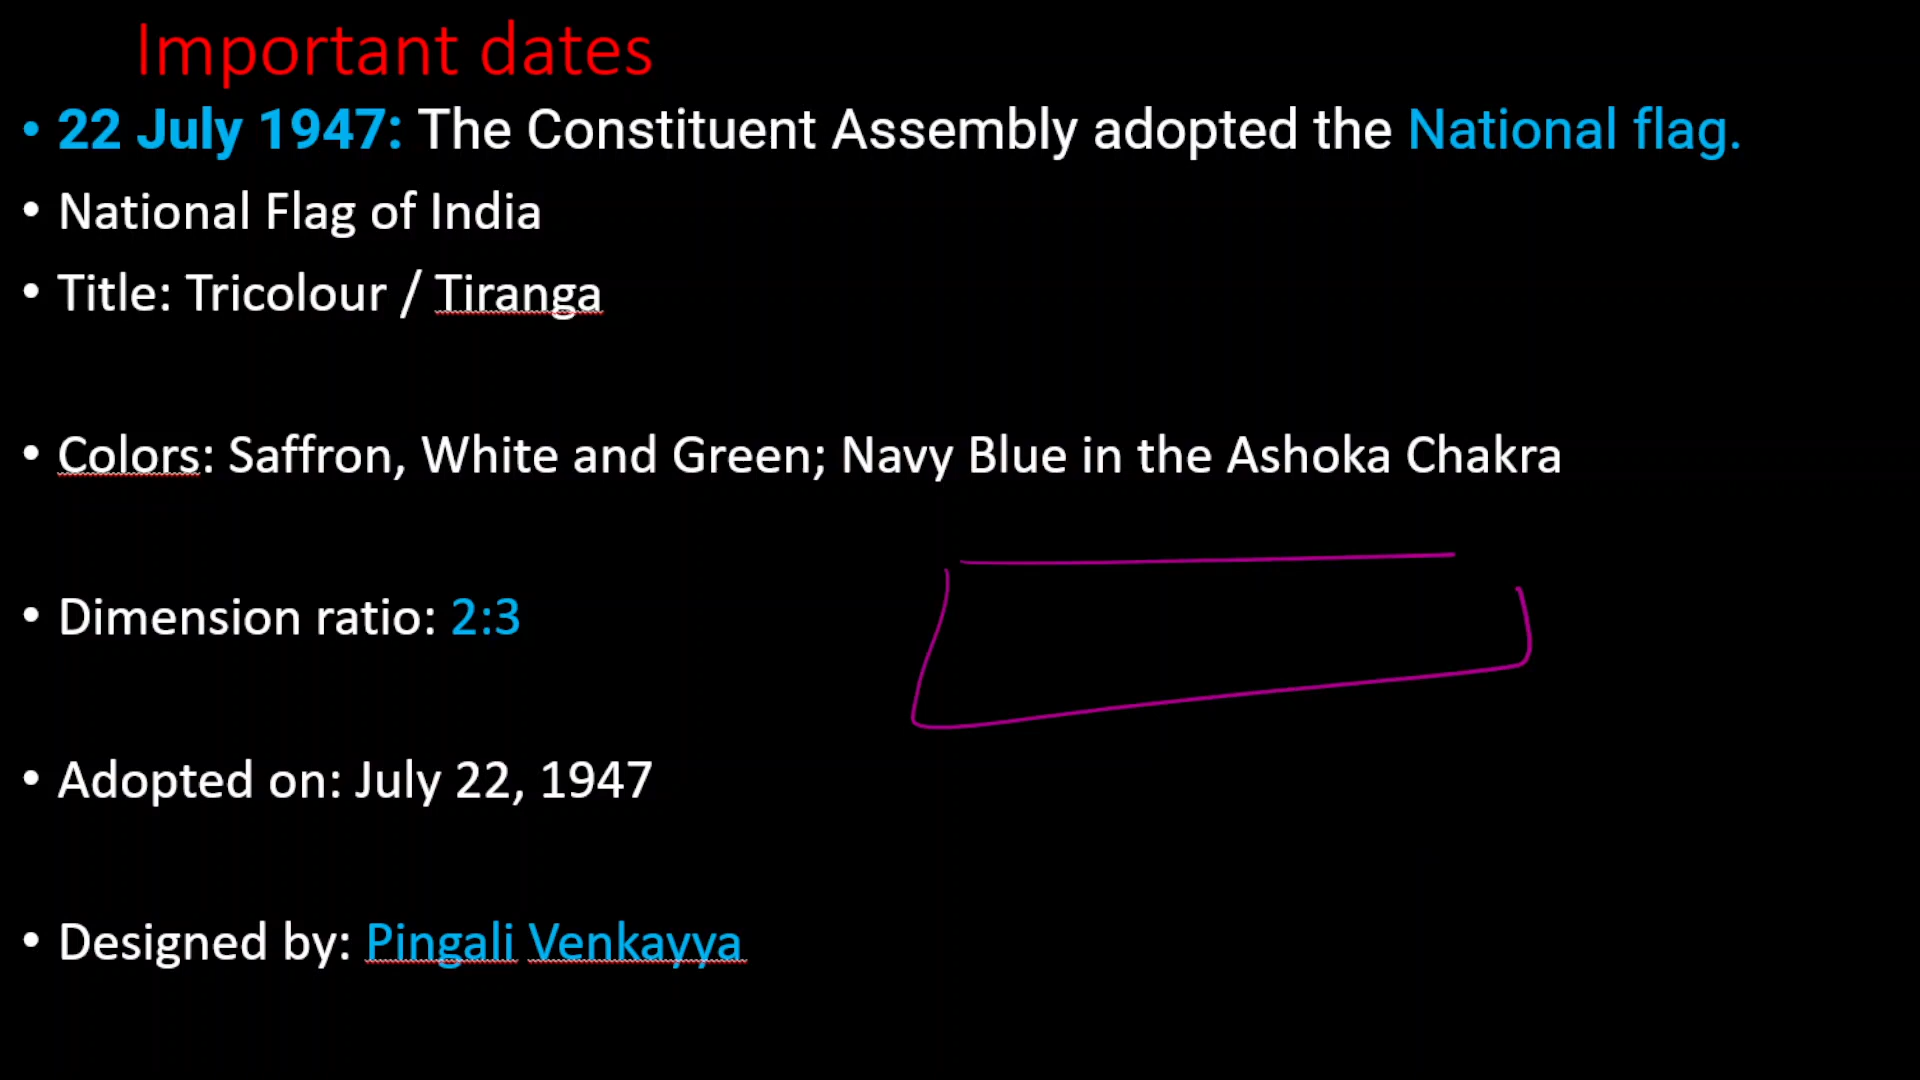 Important dates
• 22 July 1947: The Constituent Assembly adopted the National flag.
• National Flag of India
• Title: Tricolour / Tiranga
• Colors: Saffron, White and Green; Navy Blue in the Ashoka Chakra
• Dimension ratio: 2:3
• Adopted on: July 22, 1947
• Designed by: Pingali Venkayya